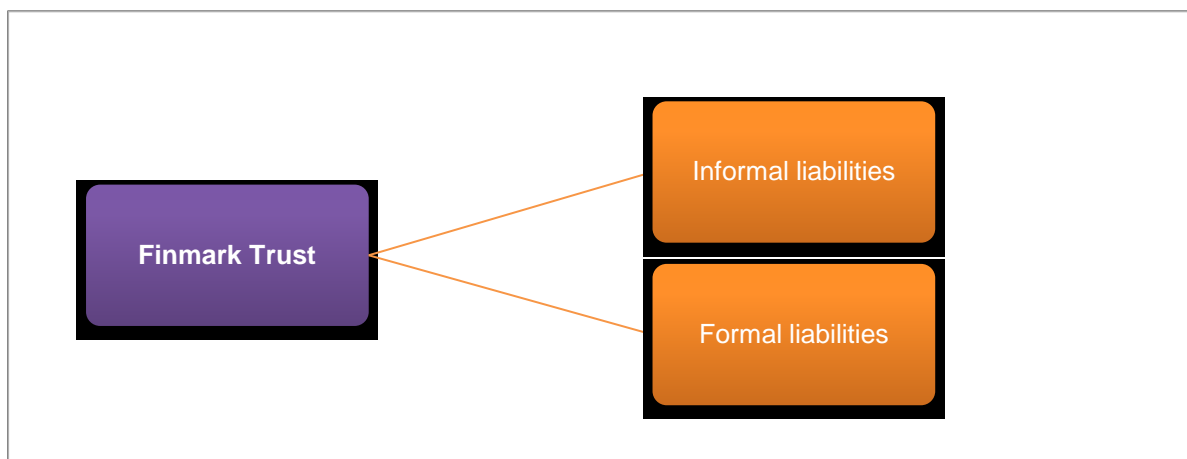 Informal liabilities
Finmark Trust
Formal liabilities